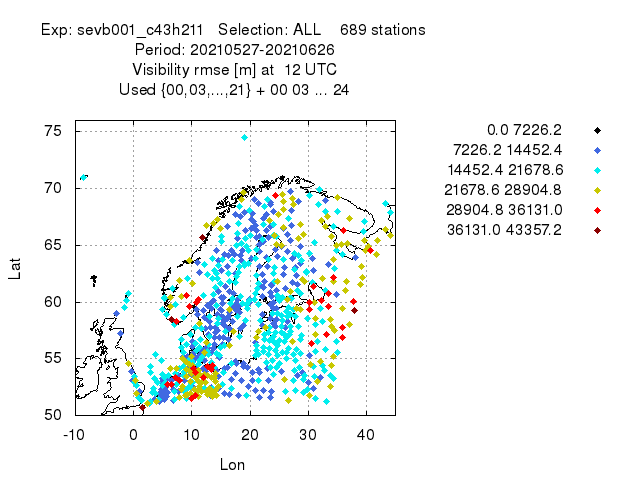 Exp: sevb001_c43h211   Selection: ALL    689 stations
Period: 20210527-20210626
Visibility rmse [m] at  12 UTC
Used {00,03,...,21} + 00 03 ... 24
0.0 7226.2
7226.2 14452.4
14452.4 21678.6
21678.6 28904.8
28904.8 36131.0
36131.0 43357.2
75
70
65
60
55
50
Lat
-10 0 10 20 30 40
Lon